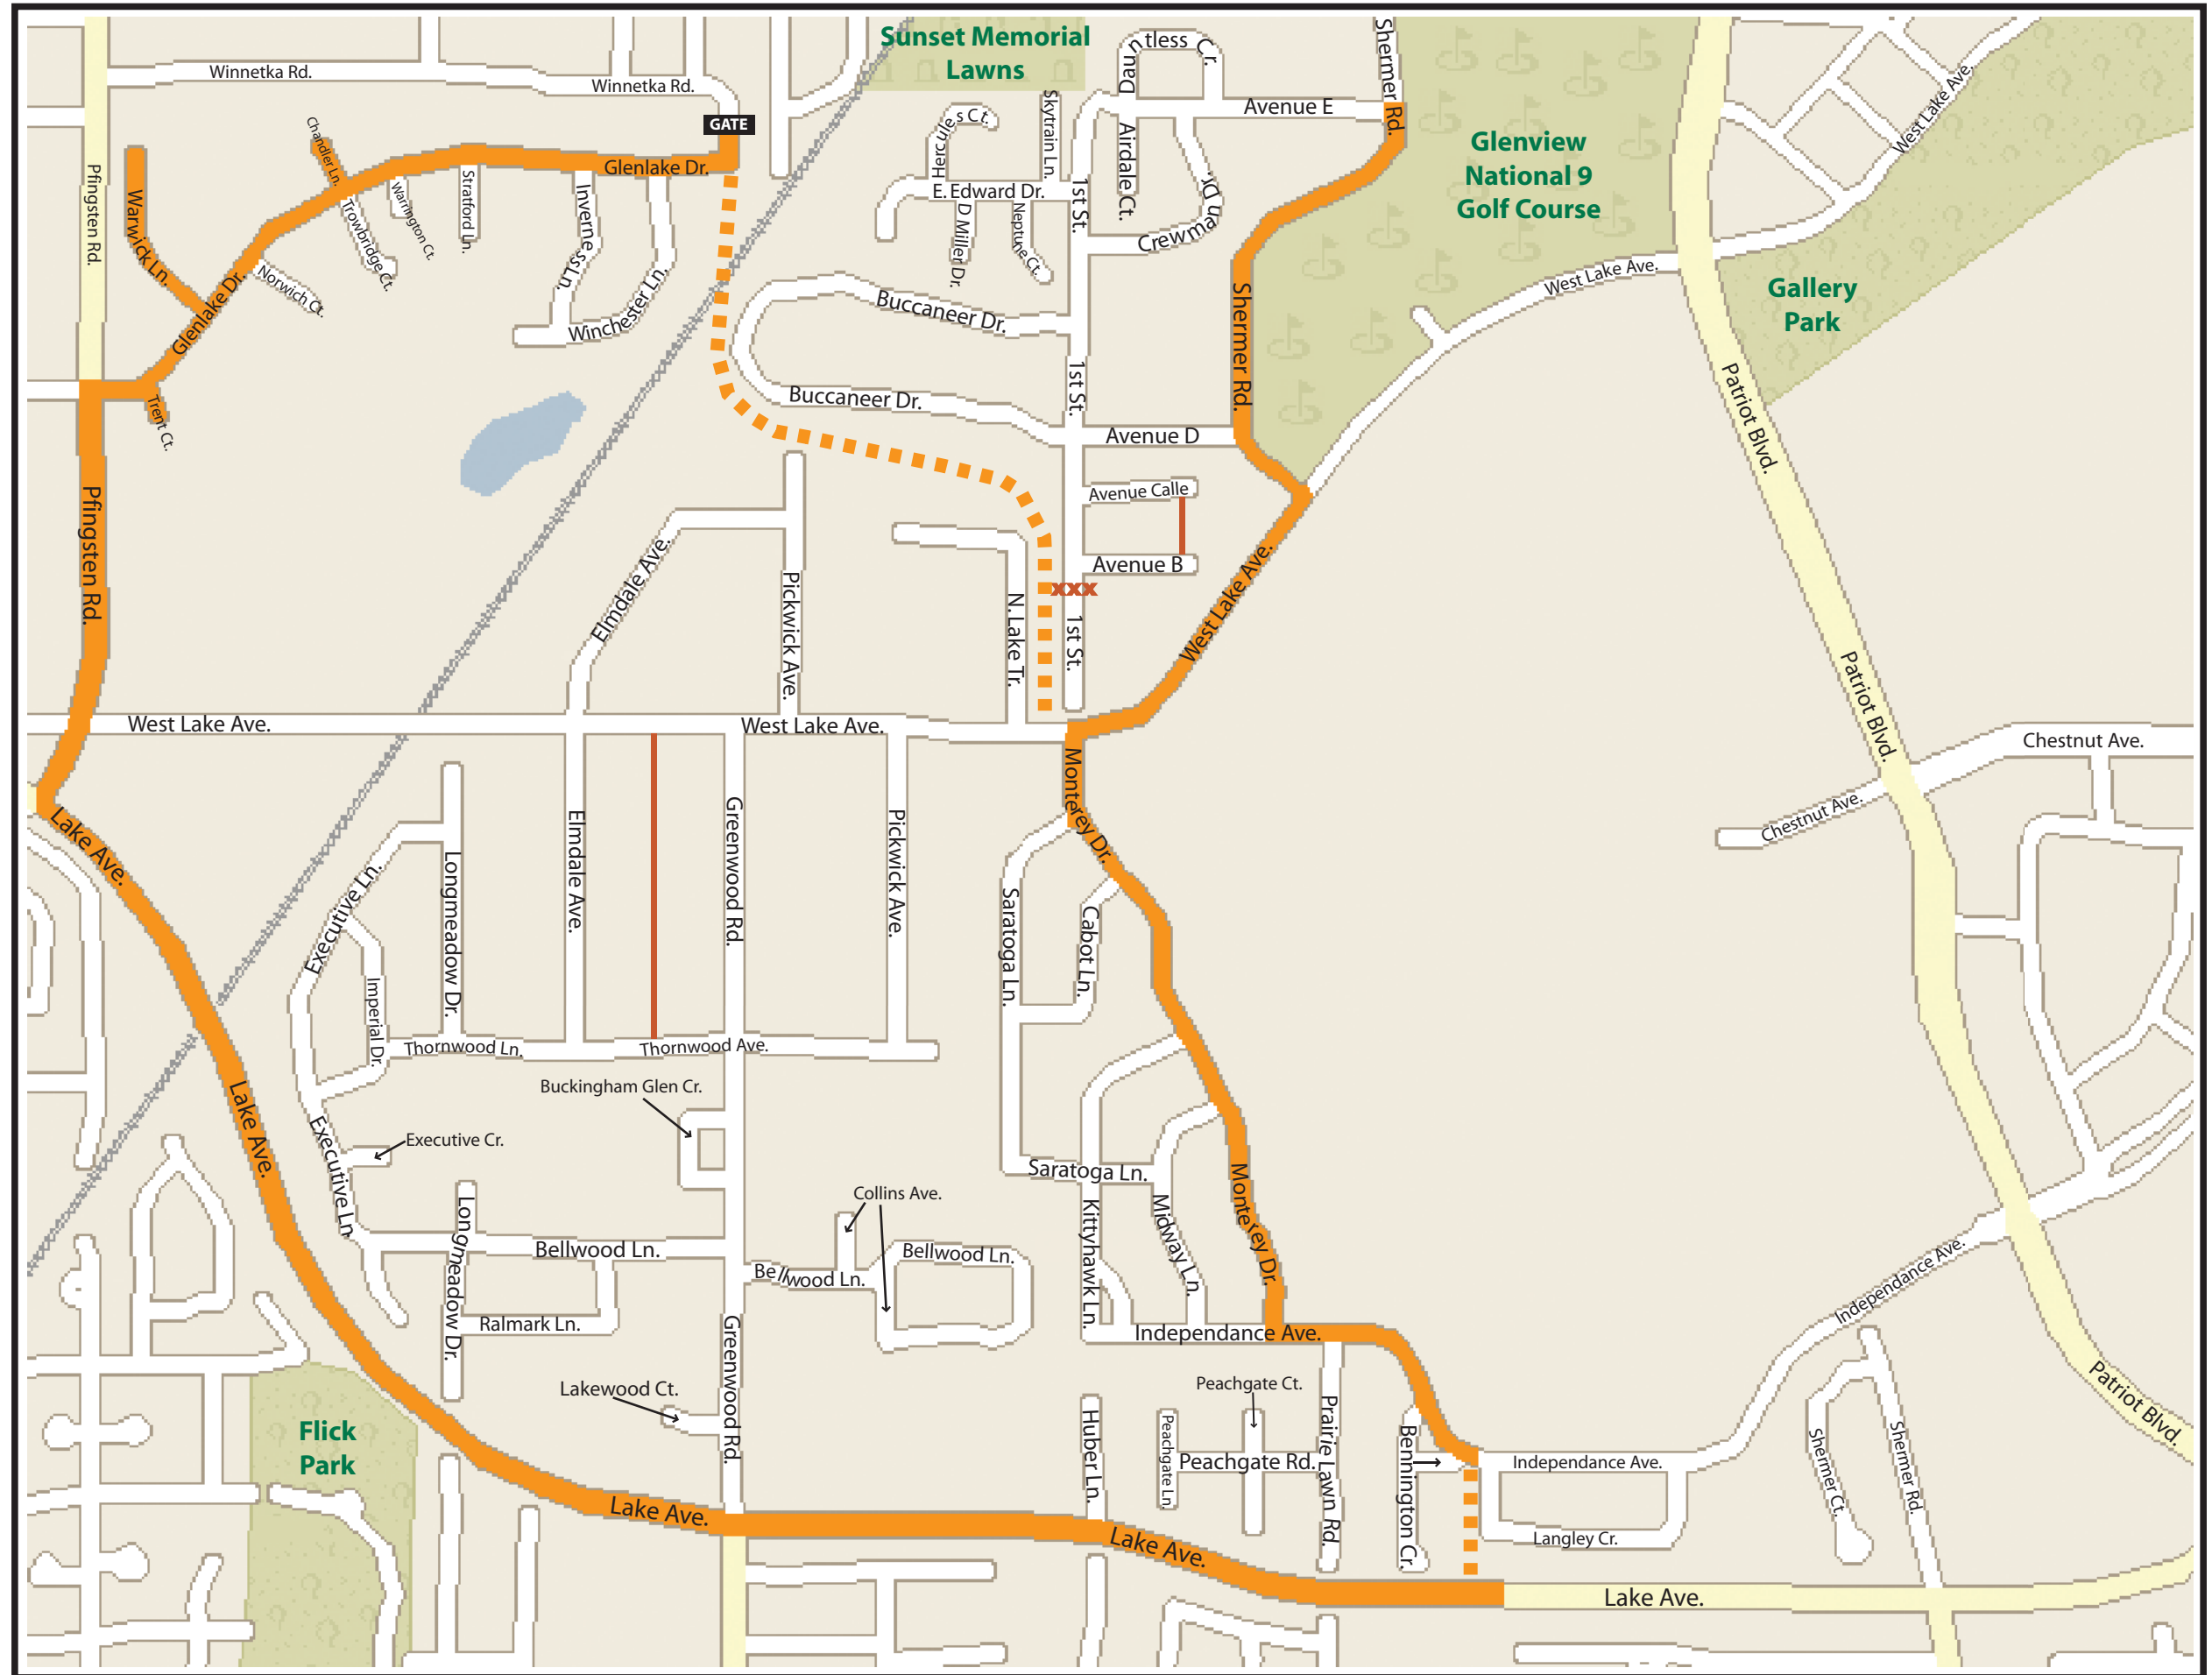 Sunset Memorial
Lawns
Dauntless Cr.
Shermer Rd.
Winnetka Rd.
Winnetka Rd.
GATE
Avenue E
Skytrain Ln.
Hercules Ct.
Airdale Ct.
Glenview
National 9
Golf Course
West Lake Ave.
Chandler Ln.
Glenlake Dr.
Pfingsten Rd.
Warwick Ln.
Trowbridge Ct.
Warrington Ct.
Stratford Ln.
Inverness Ln.
Winchester Ln.
E. Edward Dr.
D Miller Dr.
Neptune Ct.
1st St.
Crewman Dr.
Norwich Ct.
Glenlake Dr.
Buccaneer Dr.
Shermer Rd.
West Lake Ave.
Gallery
Park
Trent Ct.
Buccaneer Dr.
1st St.
Avenue D
Patriot Blvd.
Pfingsten Rd.
Avenue Calle
Avenue B
xxx
Elmdale Ave.
Pickwick Ave.
N. Lake Tr.
1st St.
West Lake Ave.
Patriot Blvd.
West Lake Ave.
West Lake Ave.
Chestnut Ave.
Chestnut Ave.
Monterey Dr.
Lake Ave.
Executive Ln.
Longmeadow Dr.
Elmdale Ave.
Greenwood Rd.
Pickwick Ave.
Saratoga Ln.
Cabot Ln.
Imperial Dr.
Thornwood Ln.
Thornwood Ave.
Buckingham Glen Cr.
Lake Ave.
Executive Ln.
Executive Cr.
Saratoga Ln.
Collins Ave.
Longmeadow Dr.
Bellwood Ln.
Bellwood Ln.
Bellwood Ln.
Kittyhawk Ln.
Midway Ln.
Monterey Dr.
Independance Ave.
Ralmark Ln.
Greenwood Rd.
Independance Ave.
Lakewood Ct.
Peachgate Ct.
Patriot Blvd.
Flick
Park
Huber Ln.
Peachgate Ln.
Peachgate Rd.
Prairie Lawn Rd.
Bennington Cr.
Independance Ave.
Shermer Ct.
Shermer Rd.
Langley Cr.
Lake Ave.
Lake Ave.
Lake Ave.